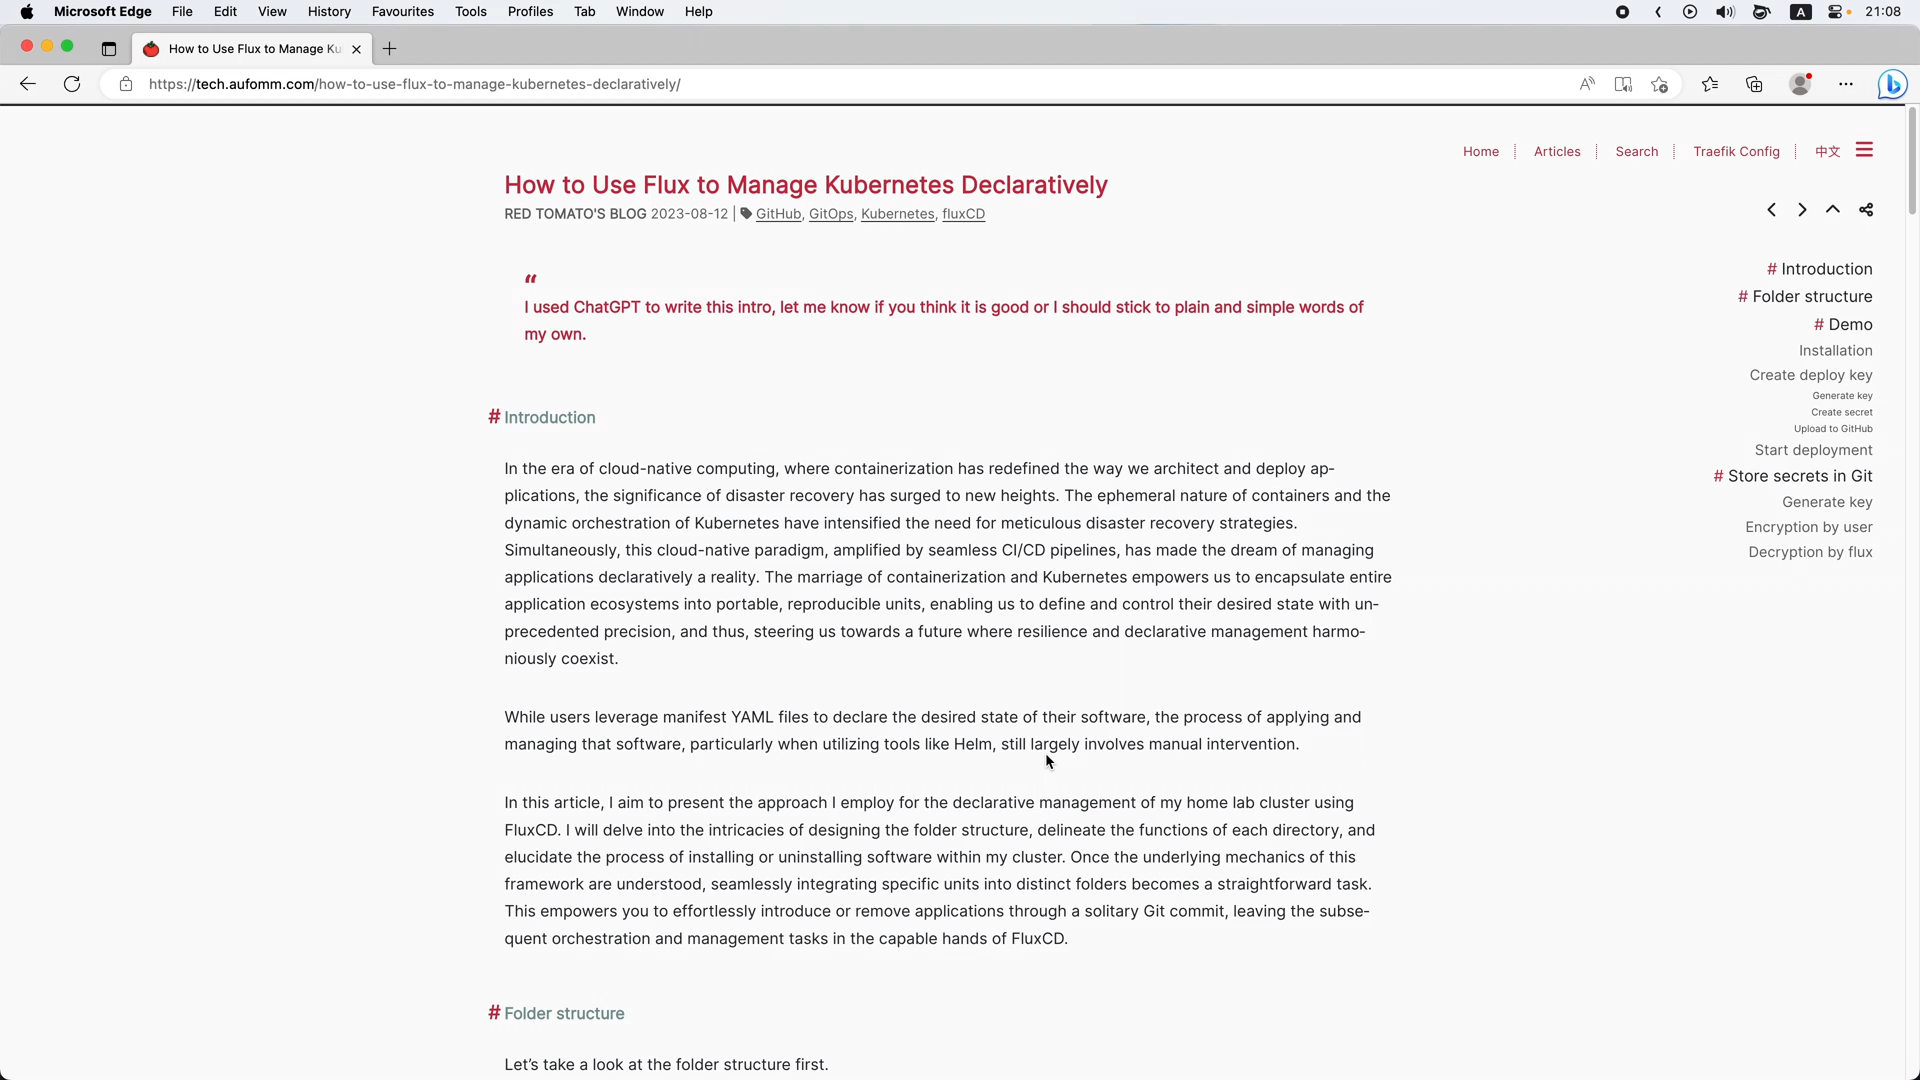 Microsoft Edge File Edit View History Favourites Tools Profiles Tab Window Help A 21:08
How to Use Flux to Manage Ku
https://tech.aufomm.com/how-to-use-flux-to-manage-kubernetes-declaratively/
Home Articles Search Traefik Config 中文
How to Use Flux to Manage Kubernetes Declaratively
RED TOMATO'S BLOG 2023-08-12 | GitHub, GitOps, Kubernetes, fluxCD
“
I used ChatGPT to write this intro, let me know if you think it is good or I should stick to plain and simple words of
my own.
# Introduction
In the era of cloud-native computing, where containerization has redefined the way we architect and deploy ap-
plications, the significance of disaster recovery has surged to new heights. The ephemeral nature of containers and the
dynamic orchestration of Kubernetes have intensified the need for meticulous disaster recovery strategies.
Simultaneously, this cloud-native paradigm, amplified by seamless CI/CD pipelines, has made the dream of managing
applications declaratively a reality. The marriage of containerization and Kubernetes empowers us to encapsulate entire
application ecosystems into portable, reproducible units, enabling us to define and control their desired state with un-
precedented precision, and thus, steering us towards a future where resilience and declarative management harmo-
niously coexist.
While users leverage manifest YAML files to declare the desired state of their software, the process of applying and
managing that software, particularly when utilizing tools like Helm, still largely involves manual intervention.
In this article, I aim to present the approach I employ for the declarative management of my home lab cluster using
FluxCD. I will delve into the intricacies of designing the folder structure, delineate the functions of each directory, and
elucidate the process of installing or uninstalling software within my cluster. Once the underlying mechanics of this
framework are understood, seamlessly integrating specific units into distinct folders becomes a straightforward task.
This empowers you to effortlessly introduce or remove applications through a solitary Git commit, leaving the subse-
quent orchestration and management tasks in the capable hands of FluxCD.
# Folder structure
Let's take a look at the folder structure first.
# Introduction
# Folder structure
# Demo
Installation
Create deploy key
Generate key
Create secret
Upload to GitHub
Start deployment
# Store secrets in Git
Generate key
Encryption by user
Decryption by flux